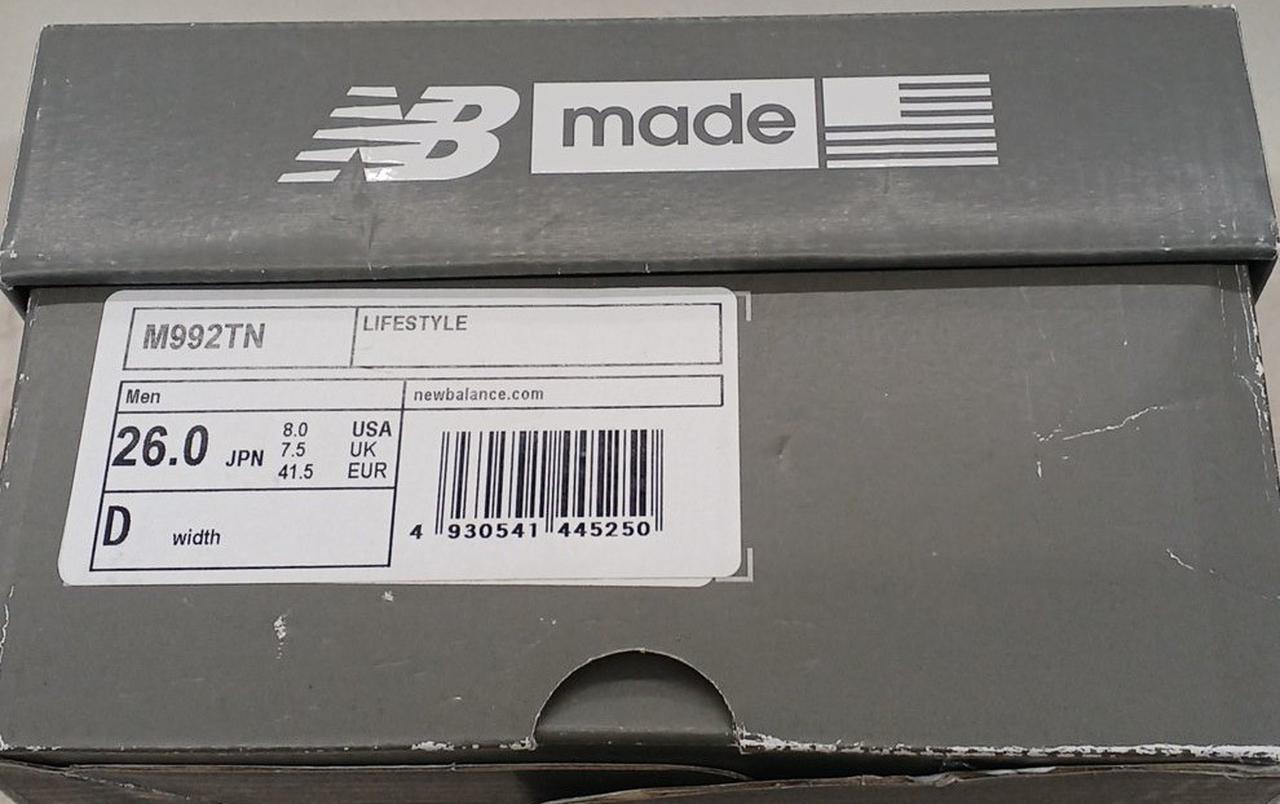 NB made
M992TN
LIFESTYLE
Men
newbalance.com
26.0 JPN
8.0 USA
7.5 UK
41.5 EUR
D width
4 930541 445250